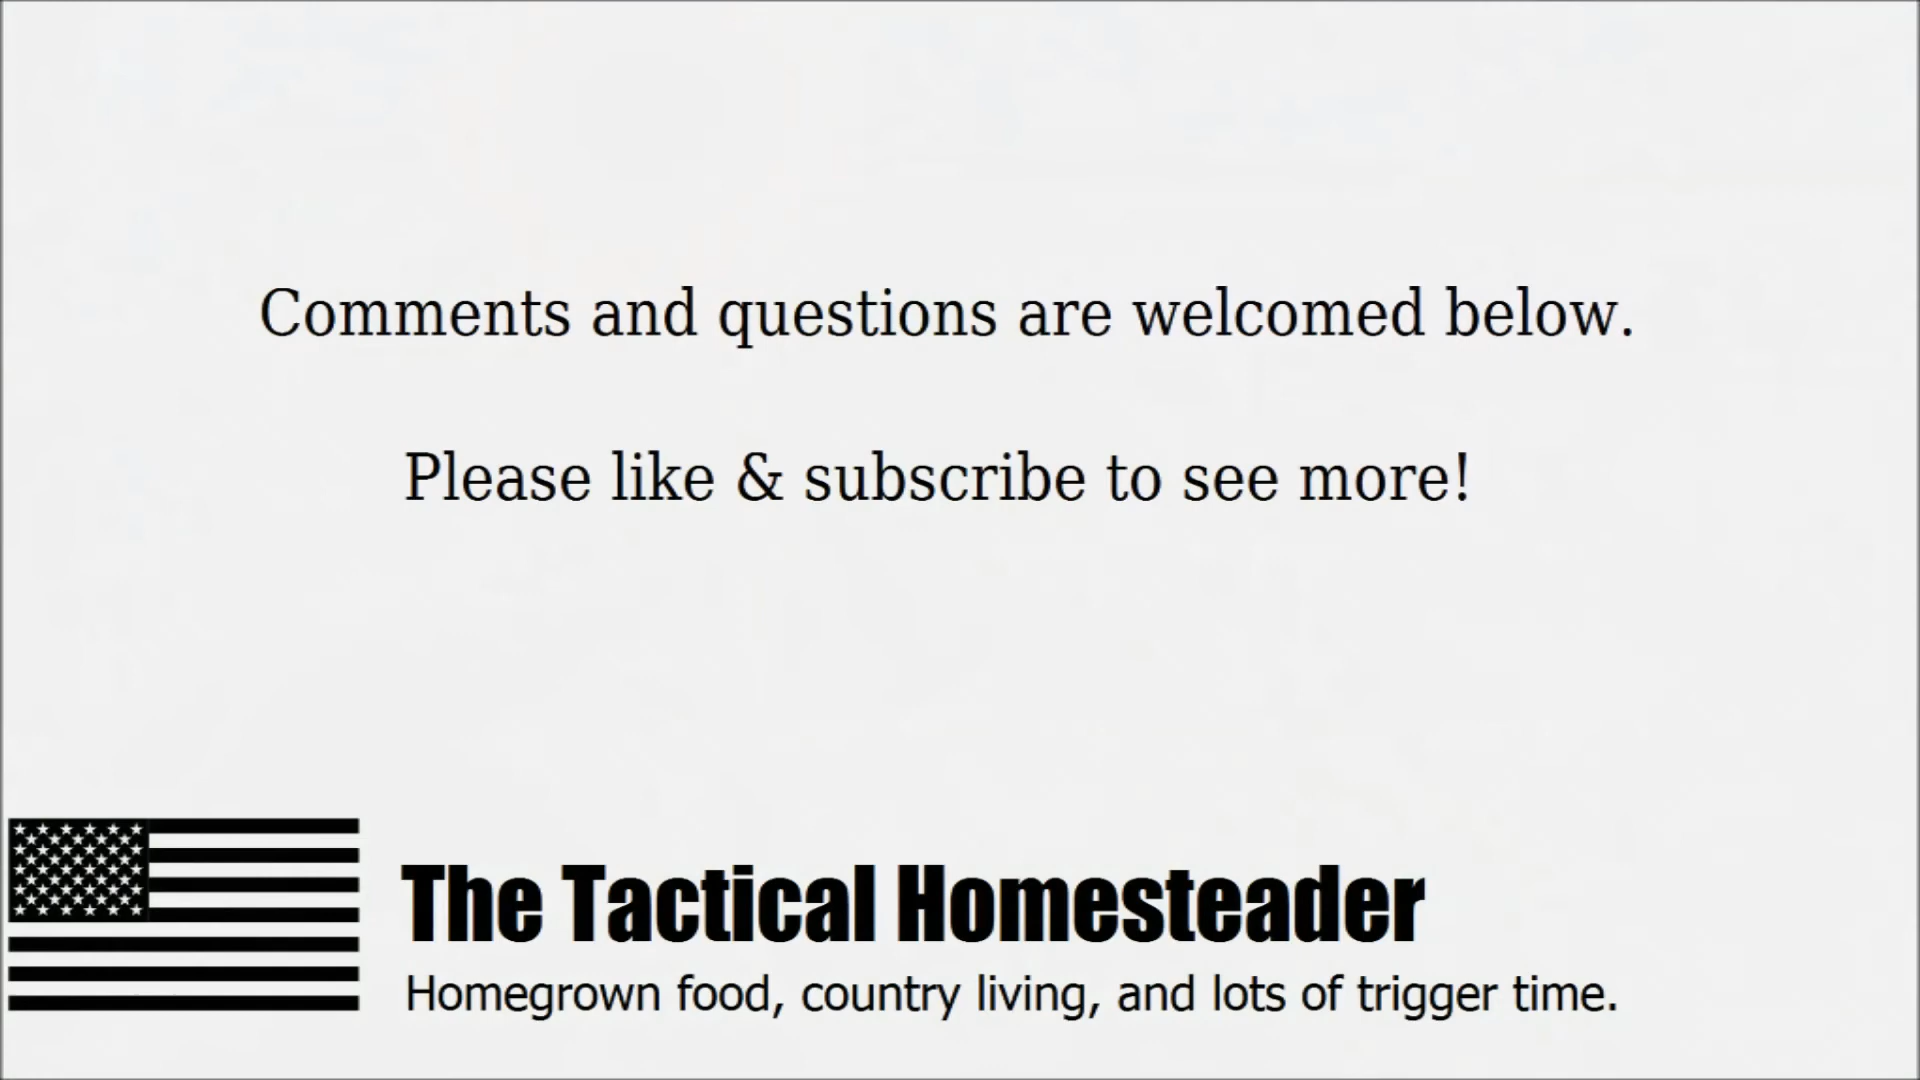 Comments and questions are welcomed below.
Please like & subscribe to see more!
The Tactical Homesteader
Homegrown food, country living, and lots of trigger time.